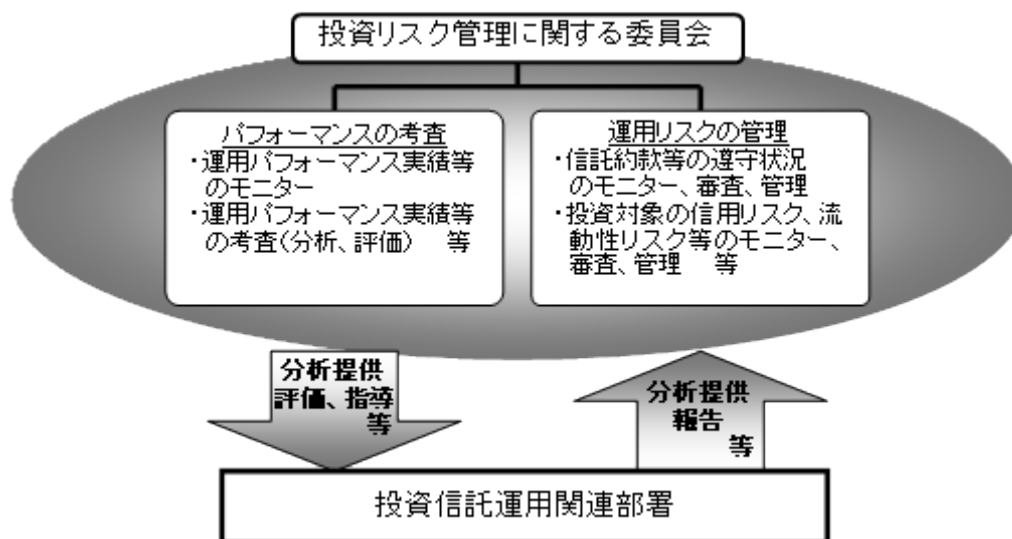 投資リスク管理に関する委員会
パフォーマンスの考査
・運用パフォーマンス実績等
のモニター
・運用パフォーマンス実績等
の考査(分析、評価) 等
運用リスクの管理
・信託約款等の遵守状況
のモニター、審査、管理
・投資対象の信用リスク、流
動性リスク等のモニター、
審査、管理 等
分析提供
評価、指導
等
分析提供
報告
等
投資信託運用関連部署